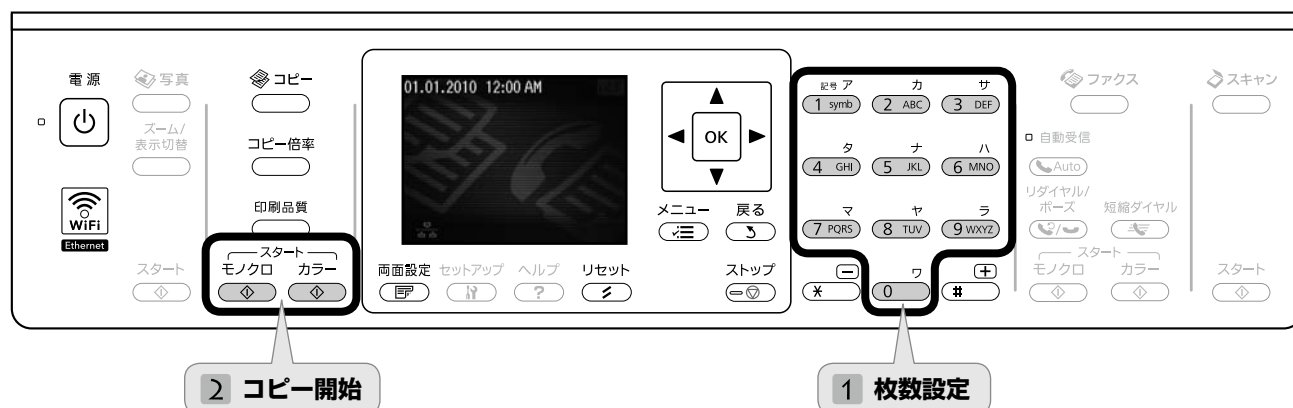 電源
写真
ズーム/
表示切替
WiFi
Ethernet
スタート
コピー
コピー倍率
印刷品質
スタート
モノクロ カラー
01.01.2010 12:00 AM
両面設定 セットアップ ヘルプ リセット
?
OK
メニュー 戻る
ストップ
記号 ア カ サ
1 symb 2 ABC 3 DEF
タ ナ ハ
4 GHI 5 JKL 6 MNO
マ ヤ ラ
7 PQRS 8 TUV 9 WXYZ
− ワ +
* 0 #
ファクス
自動受信
Auto
リダイヤル/
ポーズ 短縮ダイヤル
スタート
モノクロ カラー
スキャン
スタート
2 コピー開始
1 枚数設定